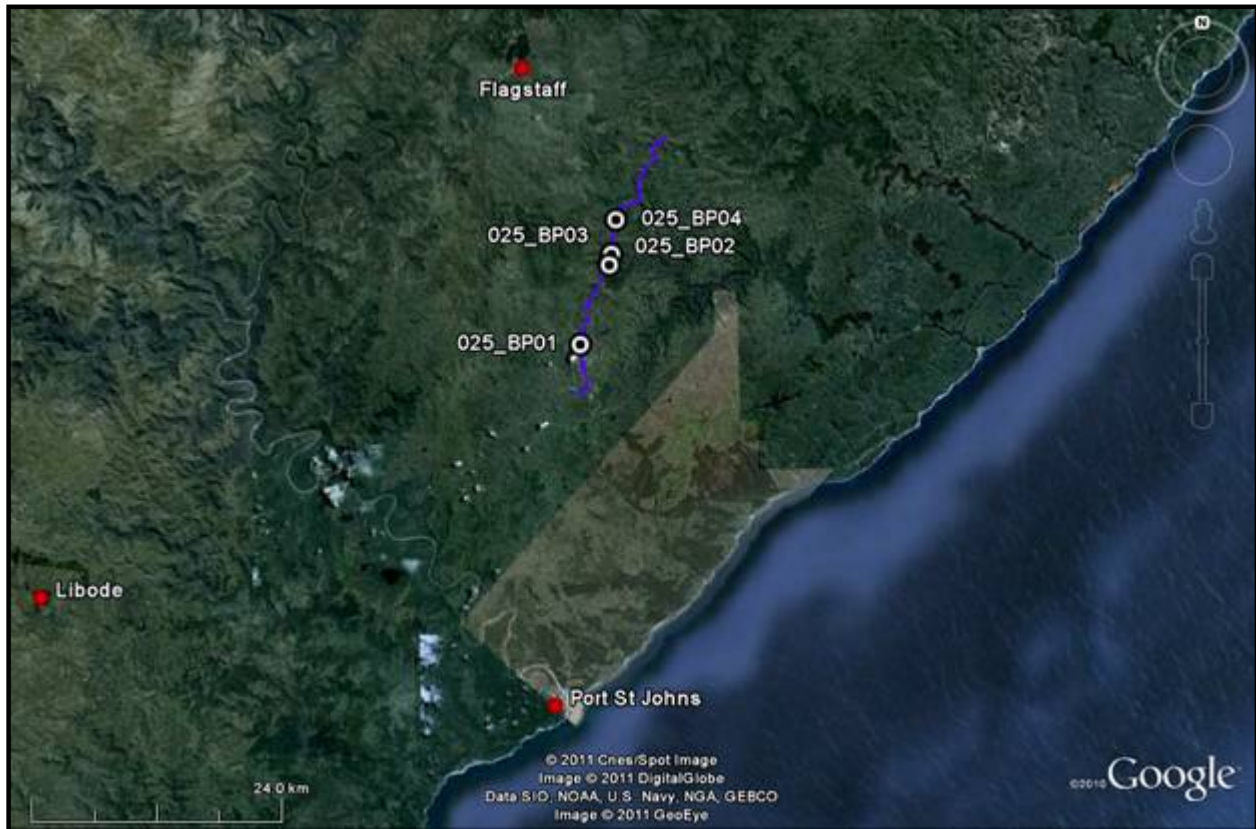 N
Flagstaff
025_BP04
025_BP03
025_BP02
025_BP01
Libode
Port St Johns
© 2011 Cnes/Spot Image
Image © 2011 DigitalGlobe
Data SIO, NOAA, U.S. Navy, NGA, GEBCO
Image © 2011 GeoEye
24.0 km
©2010 Google